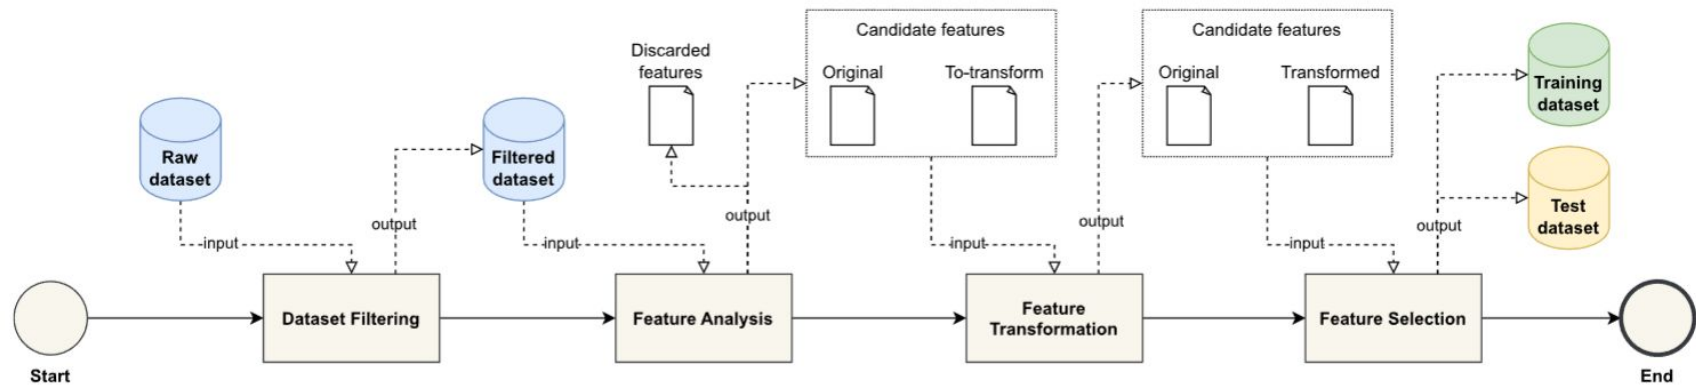 Candidate features
Candidate features
Discarded
features
Original
To-transform
Original
Transformed
Training
dataset
Raw
dataset
Filtered
dataset
Test
dataset
output
output
output
output
input
input
input
input
Dataset Filtering
Feature Analysis
Feature
Transformation
Feature Selection
Start
End